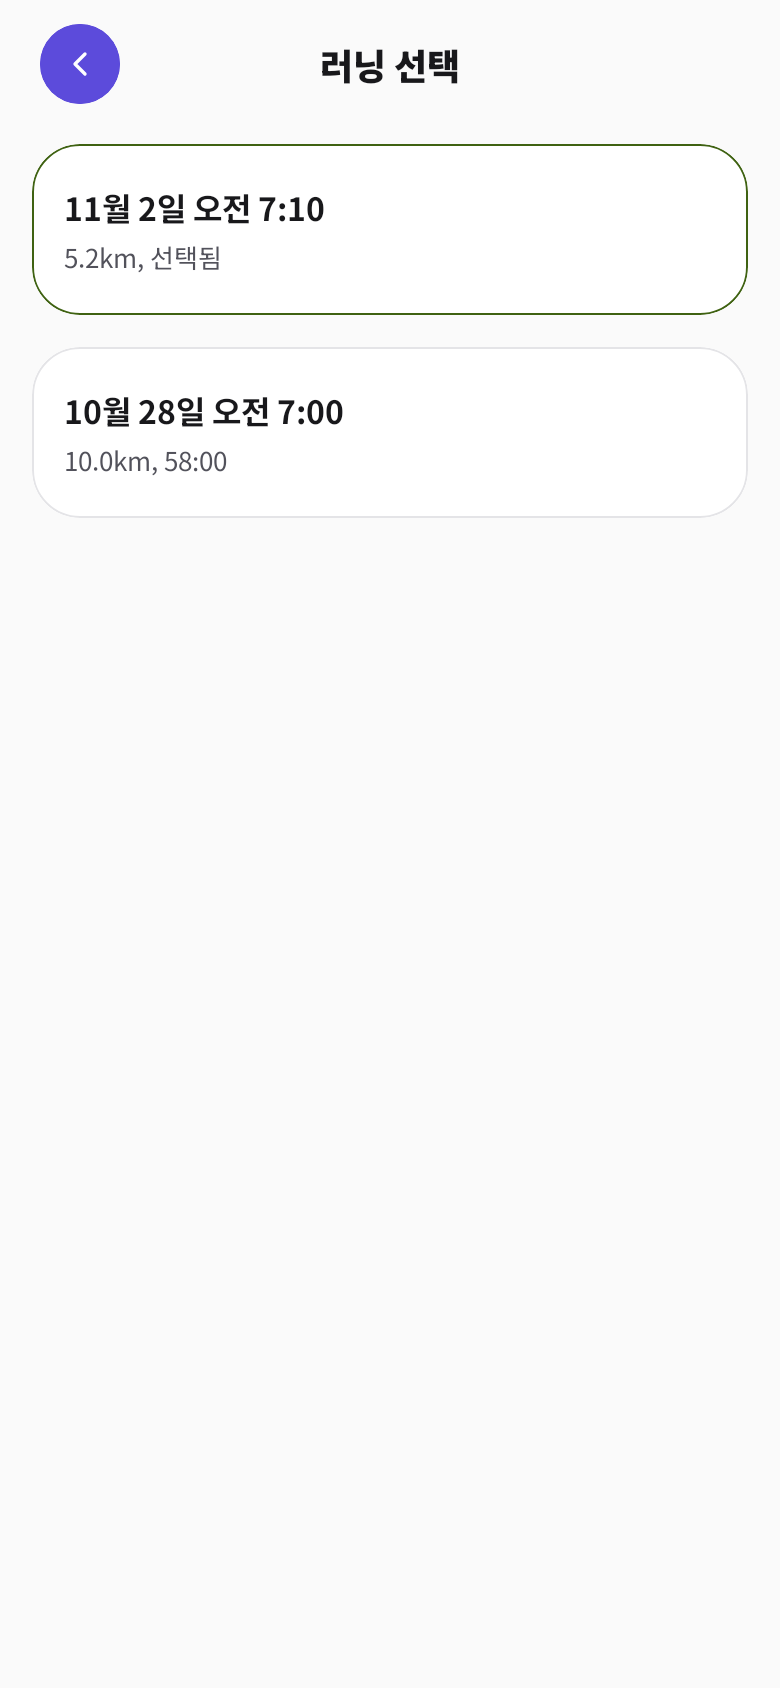 러닝 선택
11월 2일 오전 7:10
5.2km, 선택됨
10월 28일 오전 7:00
10.0km, 58:00